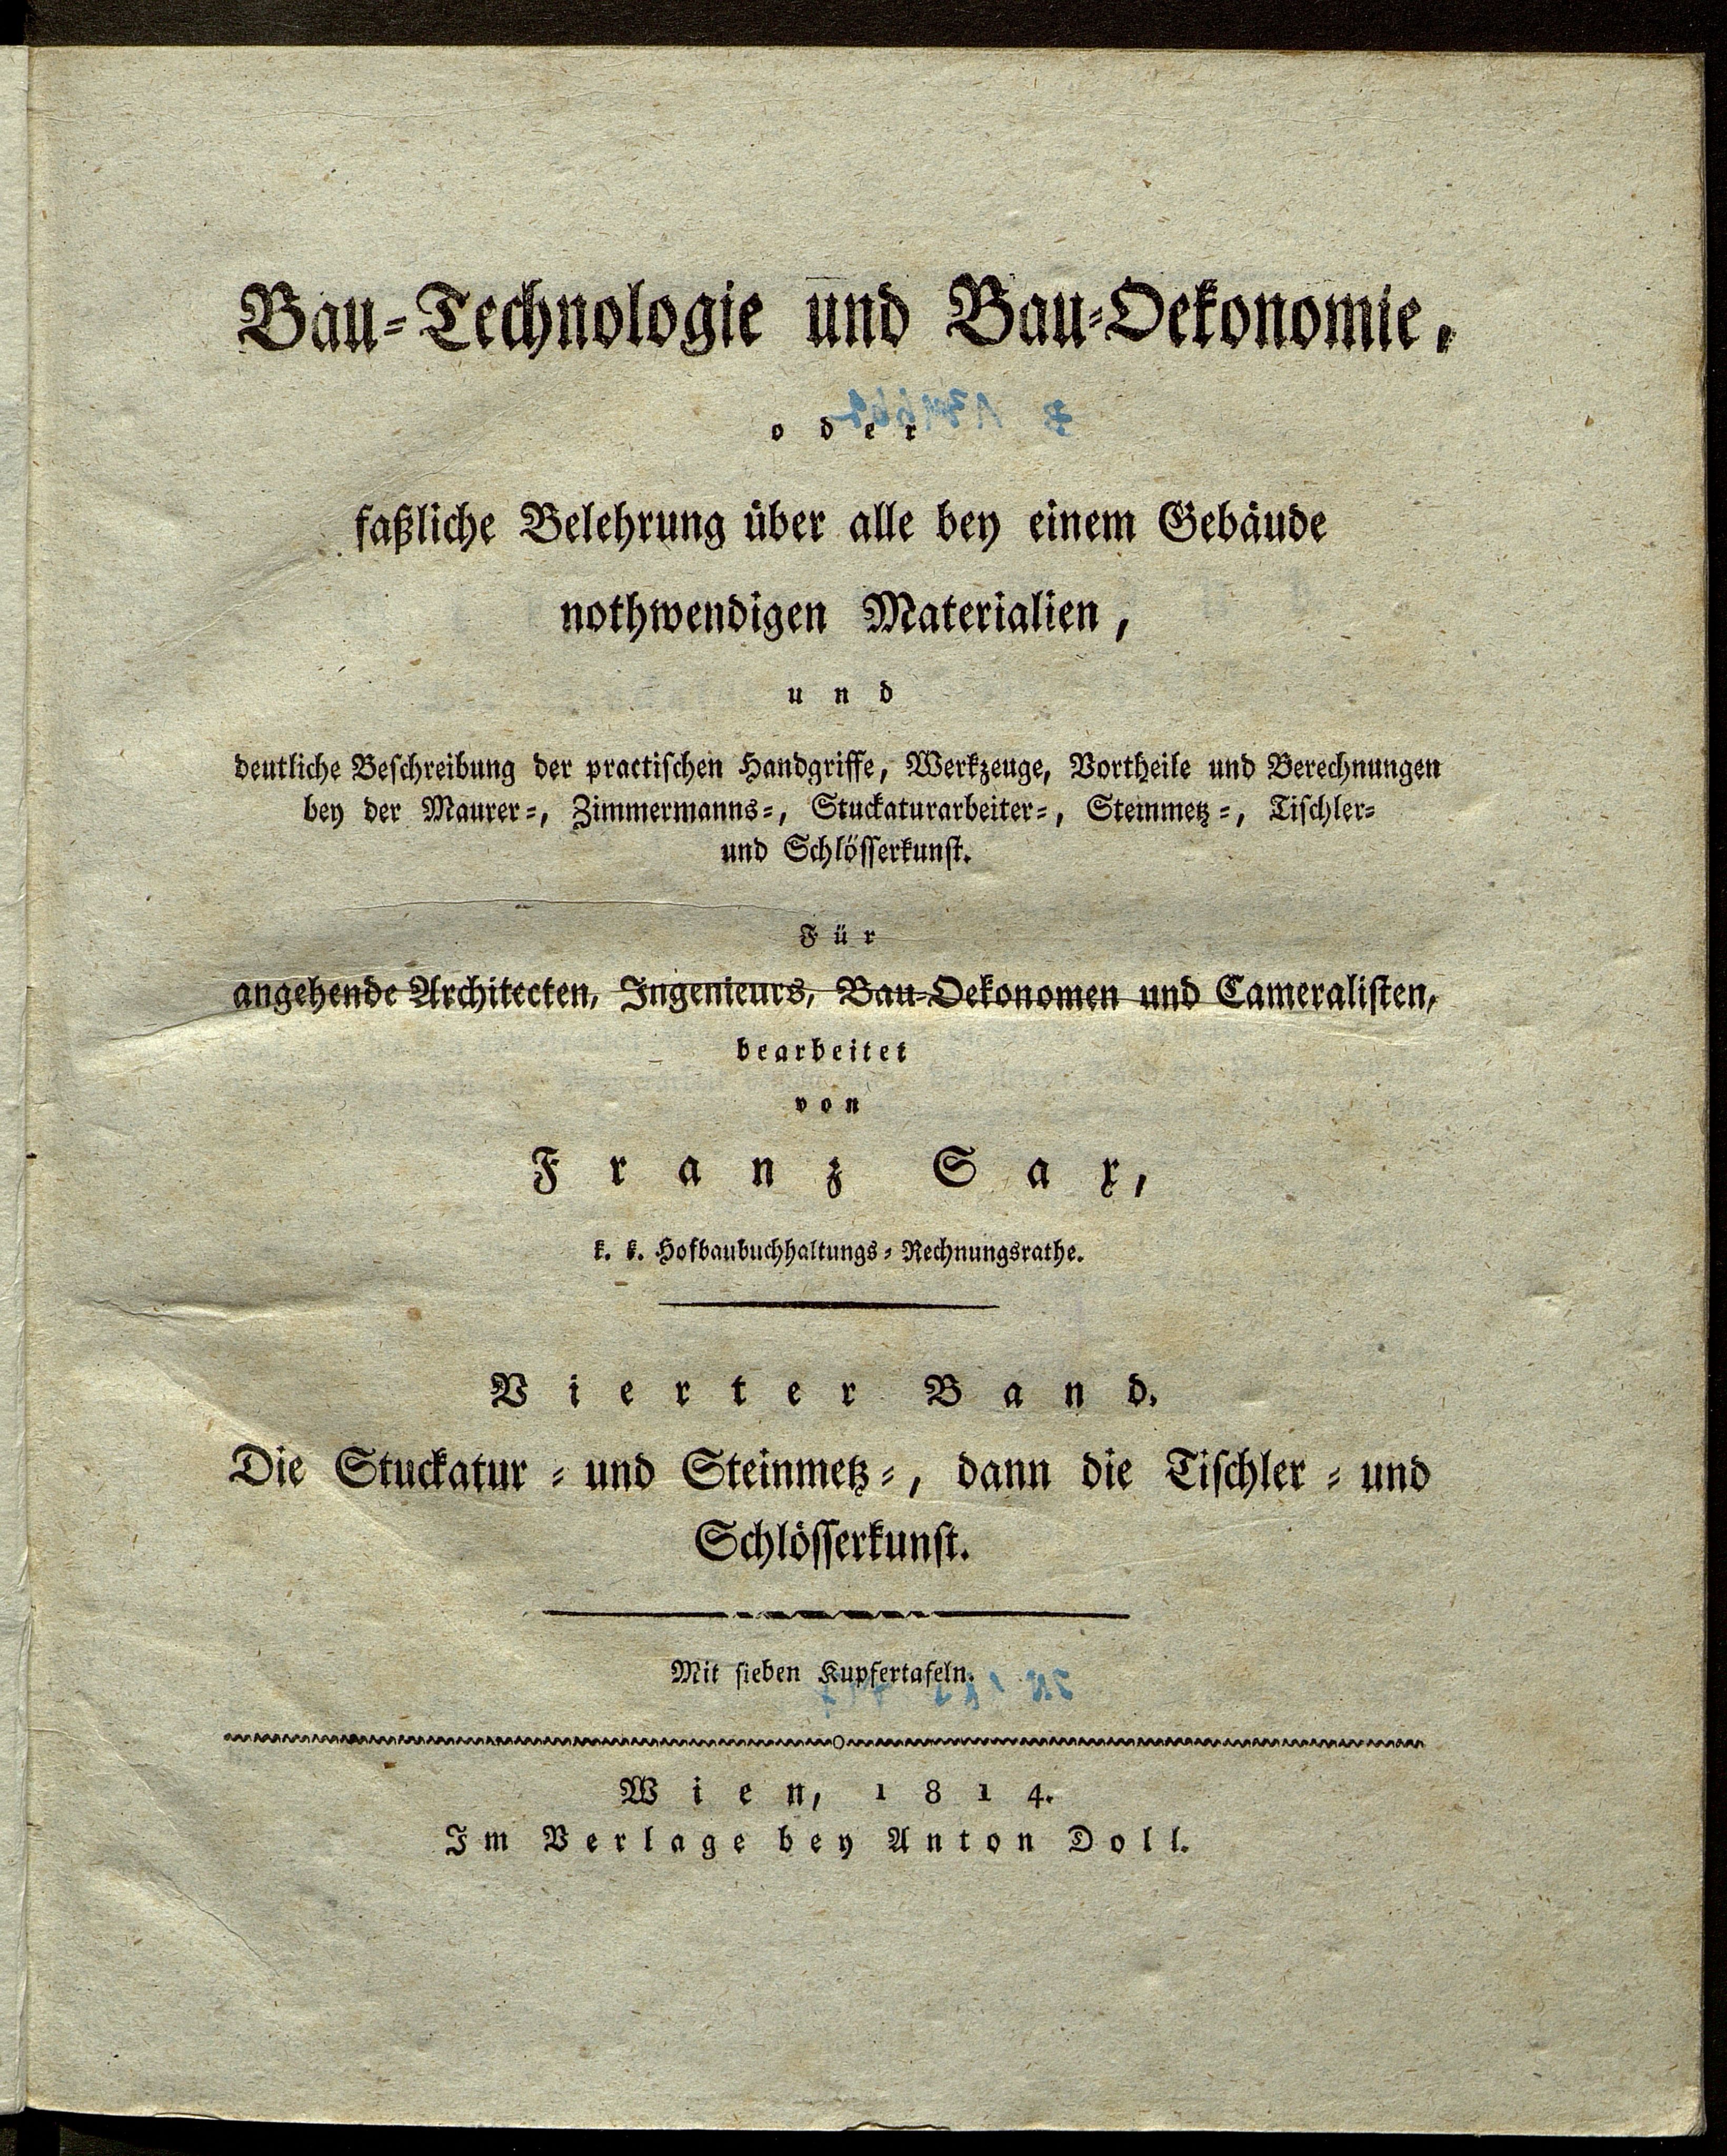 Bau-Technologie und Bau-Oekonomie,
oder
faßliche Belehrung über alle bey einem Gebäude
nothwendigen Materialien,
und
deutliche Beschreibung der practischen Handgriffe, Werkzeuge, Vortheile und Berechnungen
bey der Maurer-, Zimmermanns-, Stuckaturarbeiter-, Steinmetz-, Tischler-
und Schlösserkunst.
Für
angehende Architecten, Ingenieurs, Bau-Oekonomen und Cameralisten,
bearbeitet
von
Franz Sax,
k. k. Hofbaubuchhaltungs-Rechnungsrathe.
Vierter Band.
Die Stuckatur- und Steinmetz-, dann die Tischler- und
Schlösserkunst.
Mit sieben Kupfertafeln.
Wien, 1814.
Im Verlage bey Anton Doll.